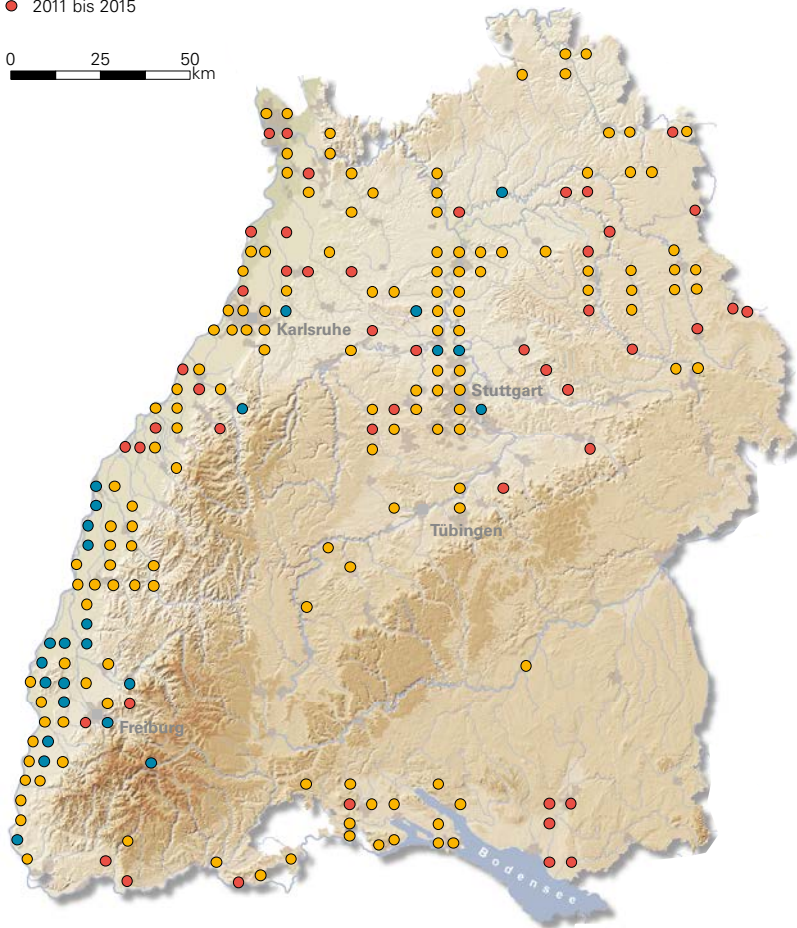 2011 bis 2015
0 25 50
km
Karlsruhe
Stuttgart
Tübingen
Freiburg
Bodensee